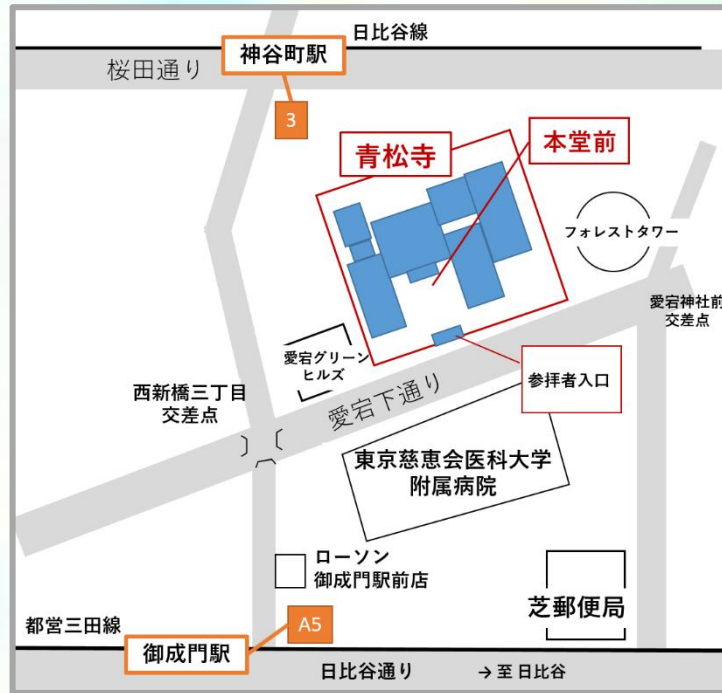 日比谷線
神谷町駅
桜田通り
3
青松寺
本堂前
フォレストタワー
愛宕神社前
交差点
愛宕グリーン
ヒルズ
参拝者入口
西新橋三丁目
交差点
愛宕下通り
東京慈恵会医科大学
附属病院
ローソン
御成門駅前店
芝郵便局
A5
都営三田線
御成門駅
日比谷通り
→至 日比谷